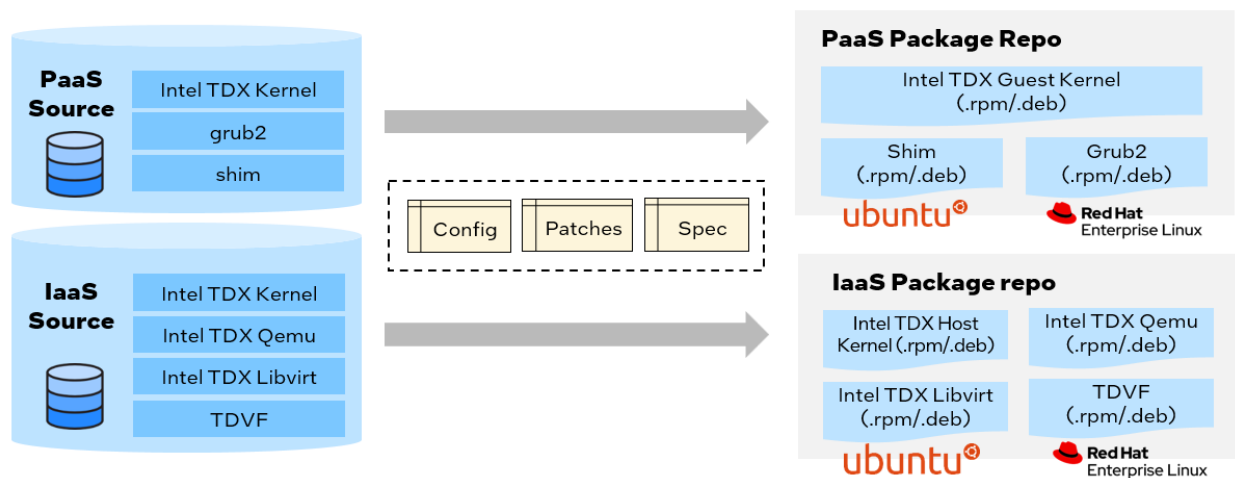 PaaS
Source
Intel TDX Kernel
grub2
shim
IaaS
Source
Intel TDX Kernel
Intel TDX Qemu
Intel TDX Libvirt
TDVF
Config
Patches
Spec
PaaS Package Repo
Intel TDX Guest Kernel
(.rpm/.deb)
Shim
(.rpm/.deb)
Grub2
(.rpm/.deb)
ubuntu
Red Hat
Enterprise Linux
IaaS Package repo
Intel TDX Host
Kernel (.rpm/.deb)
Intel TDX Qemu
(.rpm/.deb)
Intel TDX Libvirt
(.rpm/.deb)
TDVF
(.rpm/.deb)
ubuntu
Red Hat
Enterprise Linux